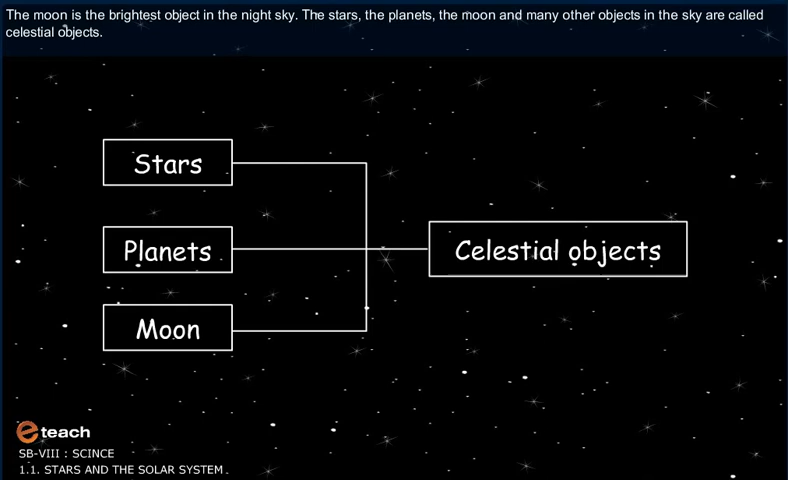 The moon is the brightest object in the night sky. The stars, the planets, the moon and many other objects in the sky are called
celestial objects.
Stars
Planets
Celestial objects
Moon
e teach
SB-VIII : SCINCE
1.1. STARS AND THE SOLAR SYSTEM.